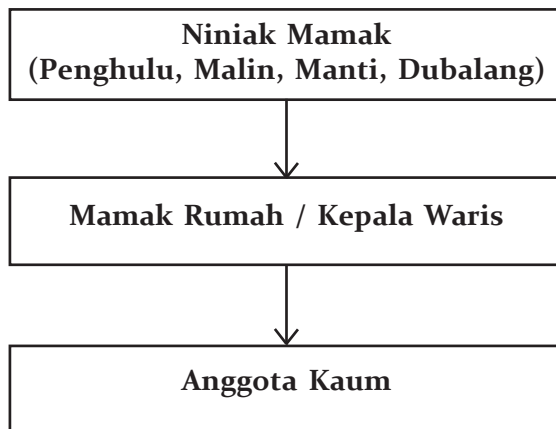 Niniak Mamak
(Penghulu, Malin, Manti, Dubalang)
Mamak Rumah / Kepala Waris
Anggota Kaum